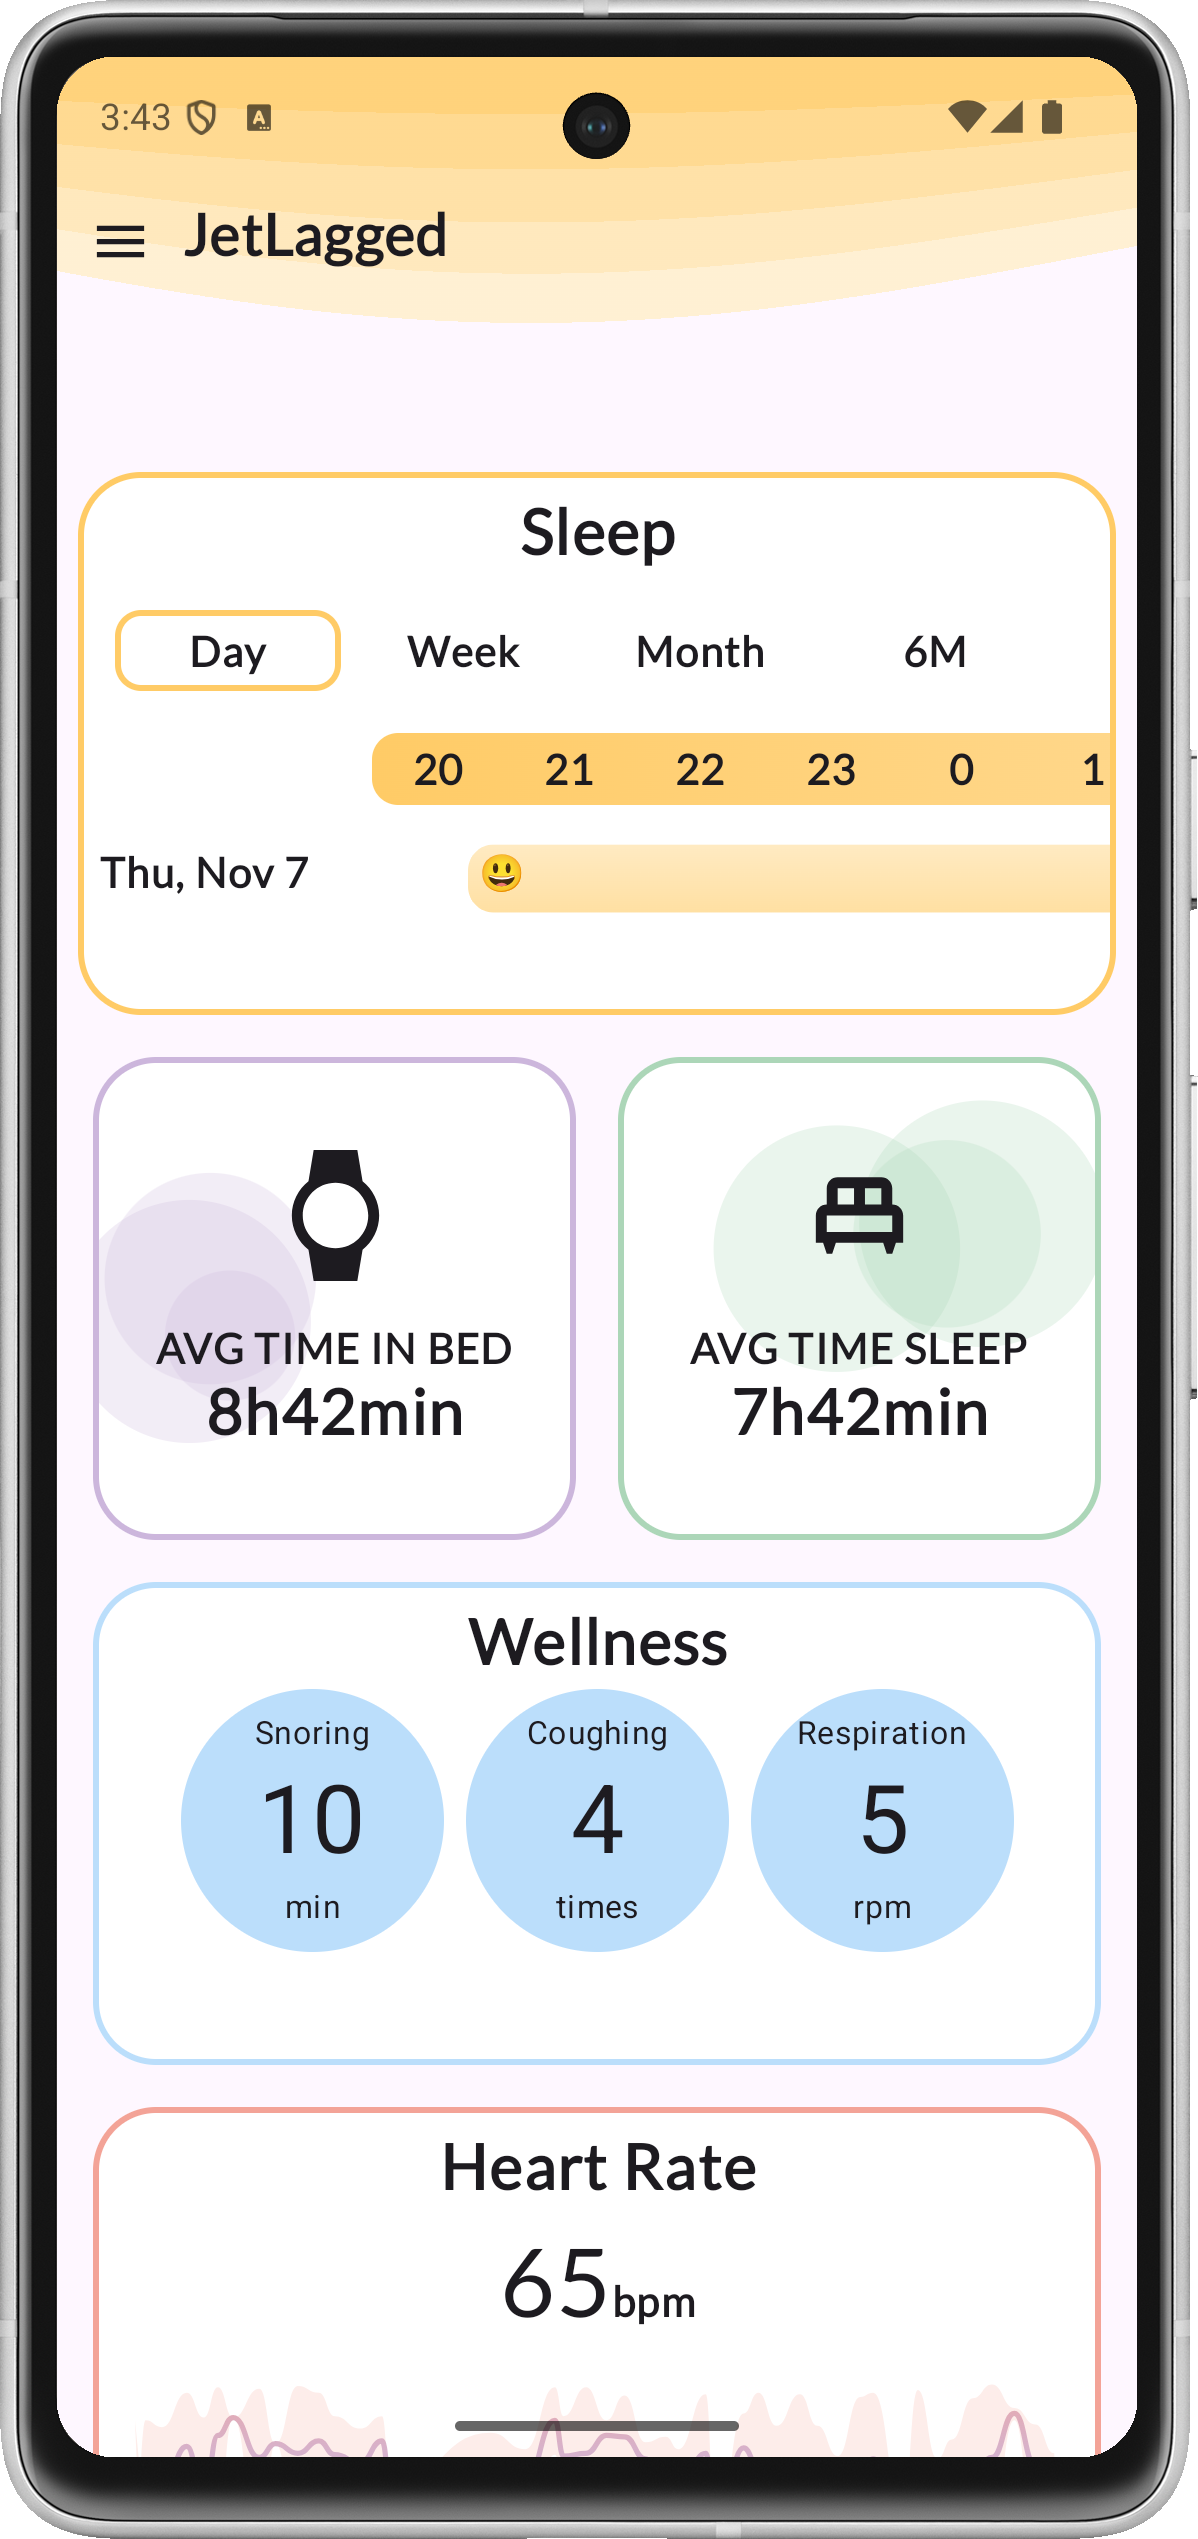 3:43
JetLagged
Sleep
Day Week Month 6M
20 21 22 23 0 1
Thu, Nov 7
AVG TIME IN BED
8h42min
AVG TIME SLEEP
7h42min
Wellness
Snoring
10
min
Coughing
4
times
Respiration
5
rpm
Heart Rate
65bpm